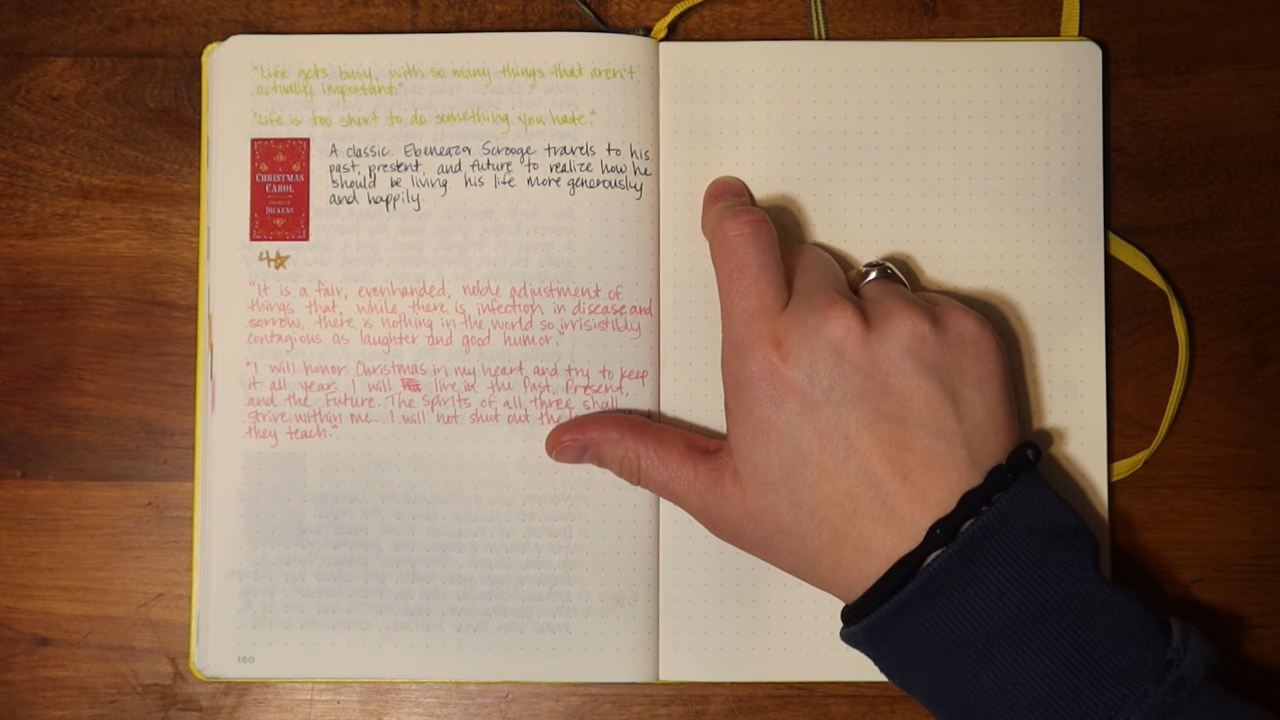 "Life gets busy, with so many things that aren't
actually important."
"Life is too short to do something you hate."
A CHRISTMAS
CAROL
CHARLES
DICKENS
A classic. Ebeneazor Scrooge travels to his
past, present, and future to realize how he
should be living his life more generously
and happily.
4☆
"It is a fair, evenhanded, noble adjustment of
things that, while there is infection in disease and
sorrow, there is nothing in the world so irrisistibly
contagious as laughter and good humor."
"I will honor Christmas in my heart, and try to keep
it all year. I will live in the Past, Present,
and the Future. The Spirits of all three shall
strive within me. I will not shut out the
they teach."
160